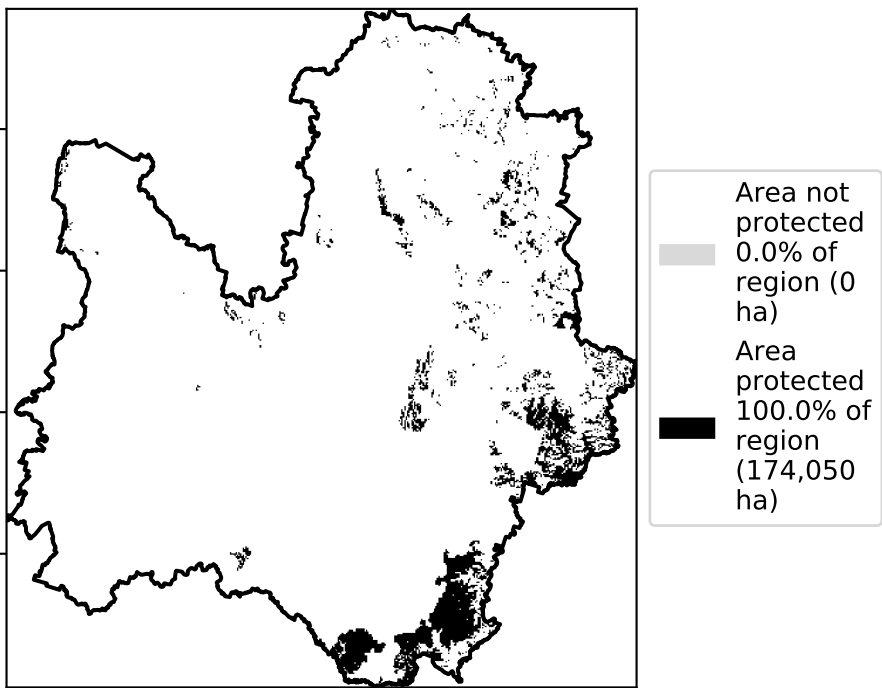 Area not
protected
0.0% of
region (0
ha)
Area
protected
100.0% of
region
(174,050
ha)